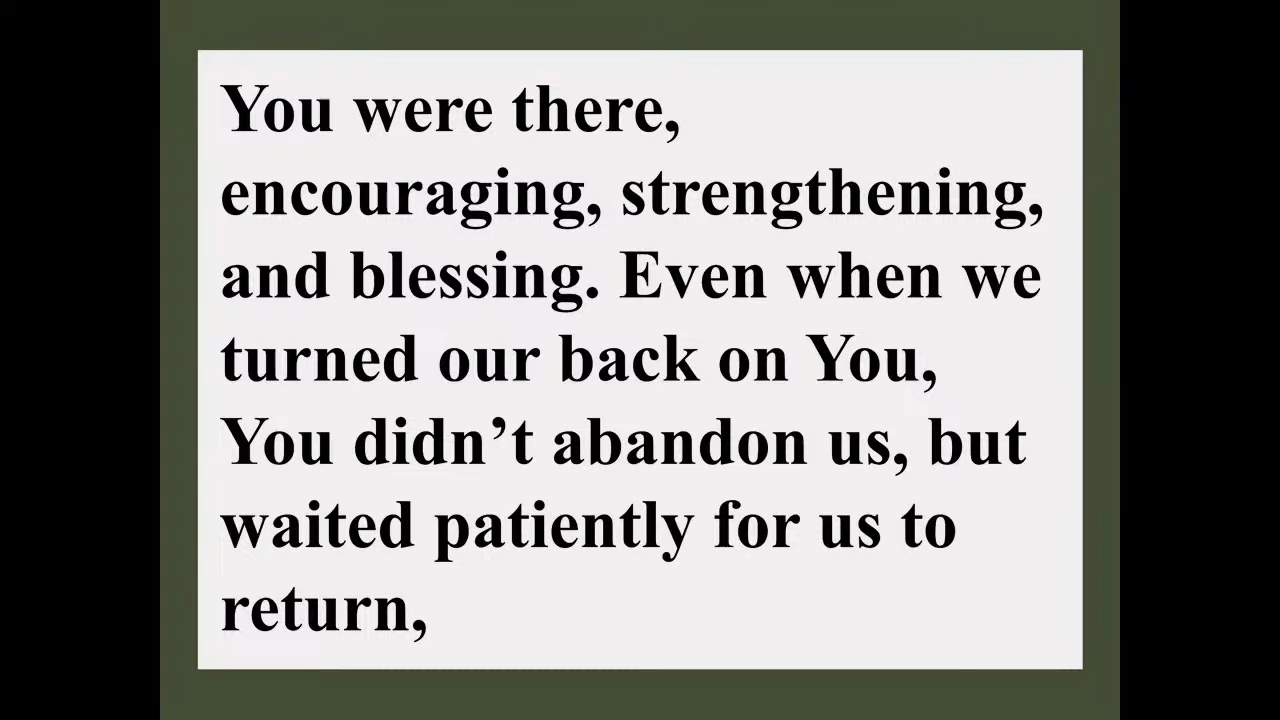 You were there,
encouraging, strengthening,
and blessing. Even when we
turned our back on You,
You didn’t abandon us, but
waited patiently for us to
return,